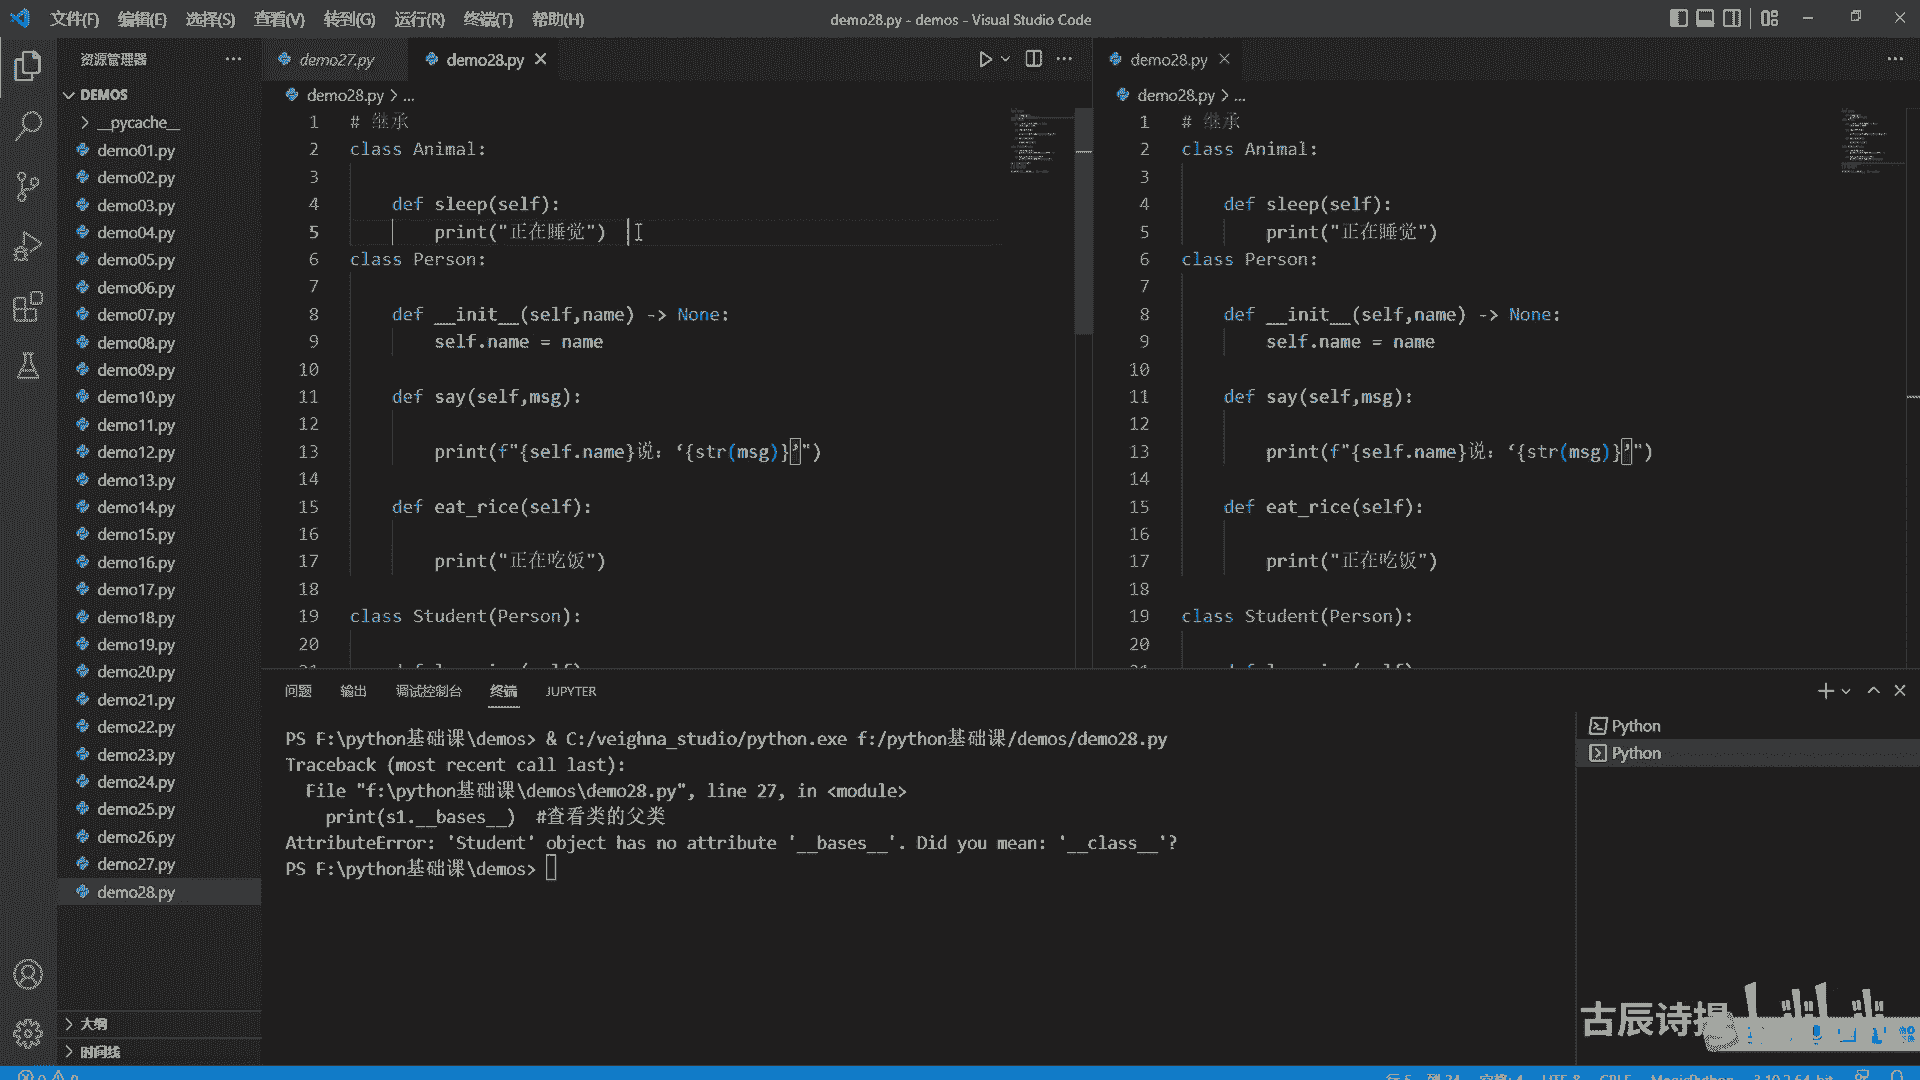 文件(F) 编辑(E) 选择(S) 查看(V) 转到(G) 运行(R) 终端(T) 帮助(H)
demo28.py - demos - Visual Studio Code
资源管理器
DEMOS
__pycache__
demo01.py
demo02.py
demo03.py
demo04.py
demo05.py
demo06.py
demo07.py
demo08.py
demo09.py
demo10.py
demo11.py
demo12.py
demo13.py
demo14.py
demo15.py
demo16.py
demo17.py
demo18.py
demo19.py
demo20.py
demo21.py
demo22.py
demo23.py
demo24.py
demo25.py
demo26.py
demo27.py
demo28.py
大纲
时间线
demo27.py demo28.py
demo28.py > ...
1 # 继承
2 class Animal:
3
4 def sleep(self):
5 print("正在睡觉")
6 class Person:
7
8 def __init__(self,name) -> None:
9 self.name = name
10
11 def say(self,msg):
12
13 print(f"{self.name}说：‘{str(msg)}’")
14
15 def eat_rice(self):
16
17 print("正在吃饭")
18
19 class Student(Person):
20
demo28.py
demo28.py > ...
1 # 继承
2 class Animal:
3
4 def sleep(self):
5 print("正在睡觉")
6 class Person:
7
8 def __init__(self,name) -> None:
9 self.name = name
10
11 def say(self,msg):
12
13 print(f"{self.name}说：‘{str(msg)}’")
14
15 def eat_rice(self):
16
17 print("正在吃饭")
18
19 class Student(Person):
20
问题 输出 调试控制台 终端 JUPYTER
PS F:\python基础课\demos> & C:/veighna_studio/python.exe f:/python基础课/demos/demo28.py
Traceback (most recent call last):
File "f:\python基础课\demos\demo28.py", line 27, in <module>
print(s1.__bases__) #查看类的父类
AttributeError: 'Student' object has no attribute '__bases__'. Did you mean: '__class__'?
PS F:\python基础课\demos>
Python
Python
古辰诗提